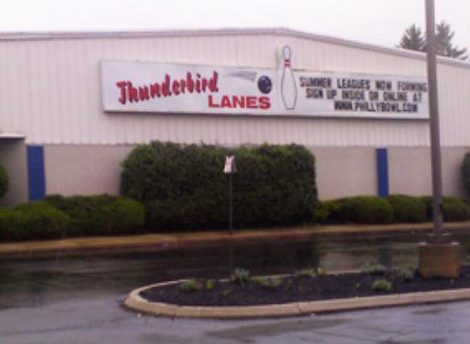 Thunderbird
LANES
SUMMER LEAGUES NOW FORMING
SIGN UP INSIDE OR ONLINE AT
WWW.PHILLYBOWL.COM